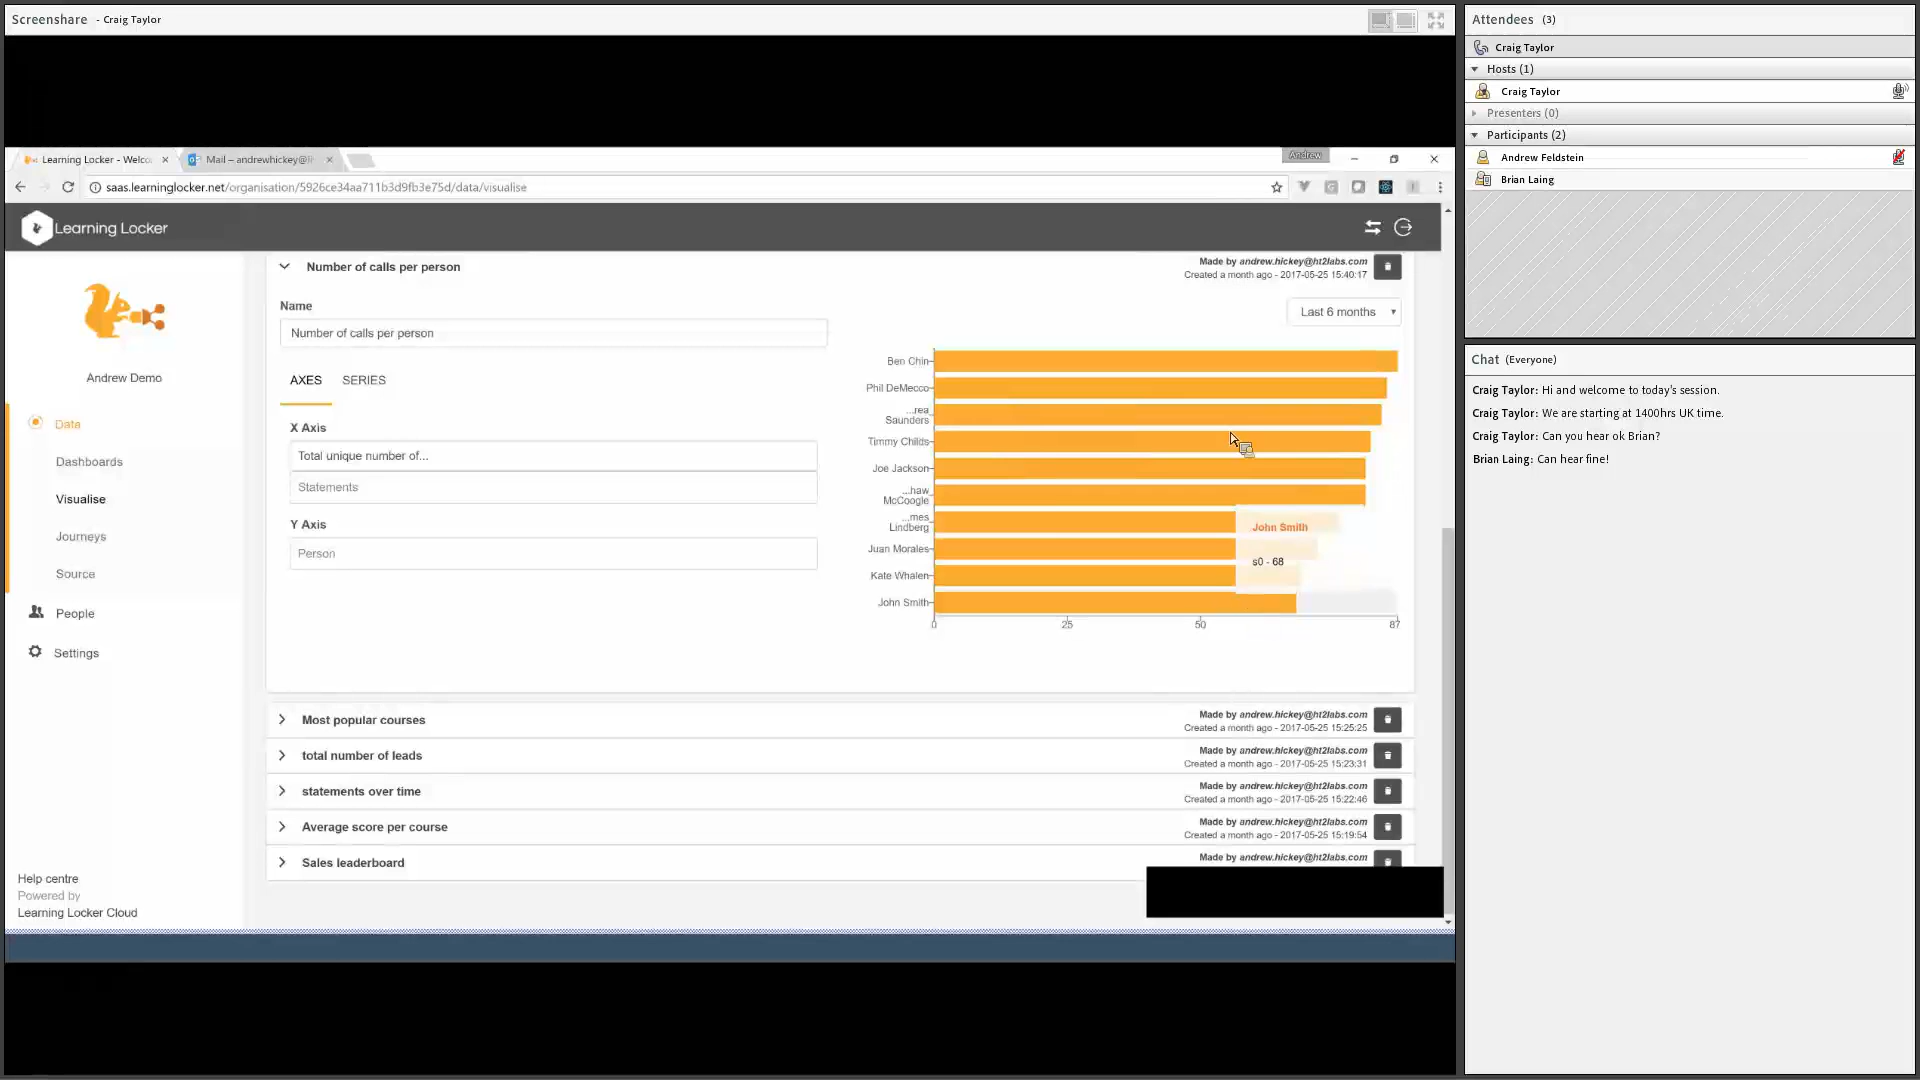 Screenshare - Craig Taylor
Learning Locker - Welco
Mail – andrewhickey@
Andrew
saas.learninglocker.net/organisation/5926ce34aa711b3d9fb3e75d/data/visualise
Learning Locker
Andrew Demo
Data
Dashboards
Visualise
Journeys
Source
People
Settings
Help centre
Powered by
Learning Locker Cloud
Number of calls per person
Made by andrew.hickey@ht2labs.com
Created a month ago - 2017-05-25 15:40:17
Name
Number of calls per person
Last 6 months
AXES SERIES
X Axis
Total unique number of...
Statements
Y Axis
Person
Ben Chin
Phil DeMecco
...rea
Saunders
Timmy Childs
Joe Jackson
...haw
McCoogle
...mes
Lindberg
Juan Morales
Kate Whalen
John Smith
John Smith
s0 - 68
0 25 50 87
Most popular courses
Made by andrew.hickey@ht2labs.com
Created a month ago - 2017-05-25 15:25:25
total number of leads
Made by andrew.hickey@ht2labs.com
Created a month ago - 2017-05-25 15:23:31
statements over time
Made by andrew.hickey@ht2labs.com
Created a month ago - 2017-05-25 15:22:46
Average score per course
Made by andrew.hickey@ht2labs.com
Created a month ago - 2017-05-25 15:19:54
Sales leaderboard
Made by andrew.hickey@ht2labs.com
Attendees (3)
Craig Taylor
Hosts (1)
Craig Taylor
Presenters (0)
Participants (2)
Andrew Feldstein
Brian Laing
Chat (Everyone)
Craig Taylor: Hi and welcome to today's session.
Craig Taylor: We are starting at 1400hrs UK time.
Craig Taylor: Can you hear ok Brian?
Brian Laing: Can hear fine!